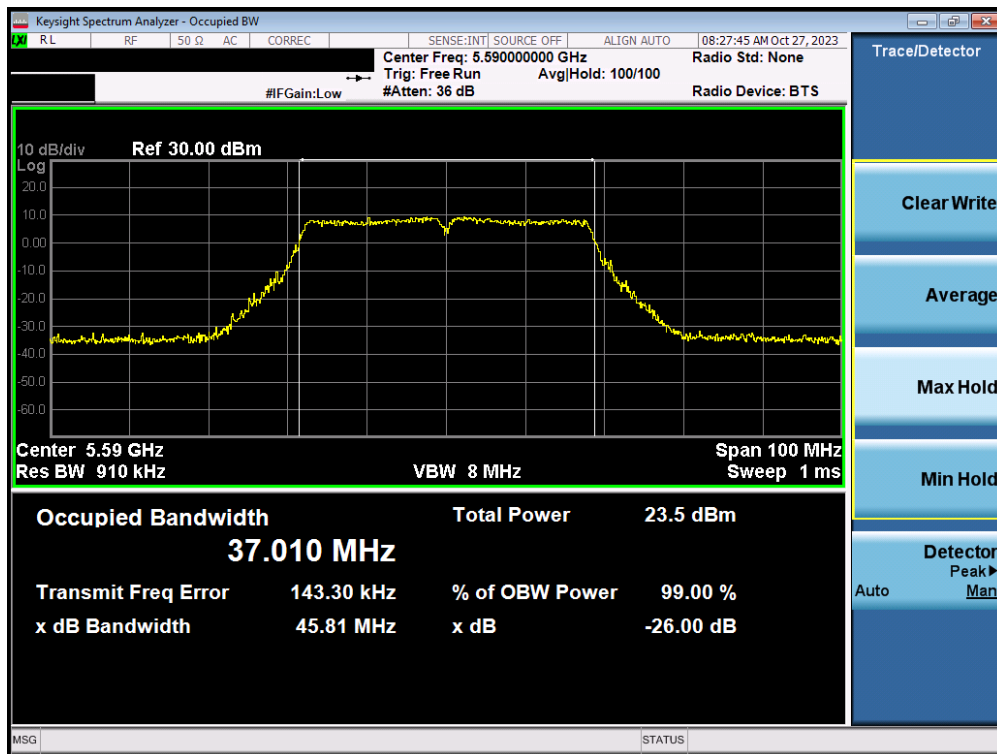 Keysight Spectrum Analyzer - Occupied BW
LXI RL RF 50 Ω AC CORREC SENSE:INT SOURCE OFF ALIGN AUTO 08:27:45 AM Oct 27, 2023
Center Freq: 5.590000000 GHz Radio Std: None
Trig: Free Run Avg|Hold: 100/100
#IFGain:Low #Atten: 36 dB Radio Device: BTS
10 dB/div Ref 30.00 dBm
Log
20.0
10.0
0.00
-10.0
-20.0
-30.0
-40.0
-50.0
-60.0
Center 5.59 GHz Span 100 MHz
Res BW 910 kHz VBW 8 MHz Sweep 1 ms
Occupied Bandwidth Total Power 23.5 dBm
37.010 MHz
Transmit Freq Error 143.30 kHz % of OBW Power 99.00 %
x dB Bandwidth 45.81 MHz x dB -26.00 dB
Trace/Detector
Clear Write
Average
Max Hold
Min Hold
Detector
Peak▶
Auto Man
MSG STATUS